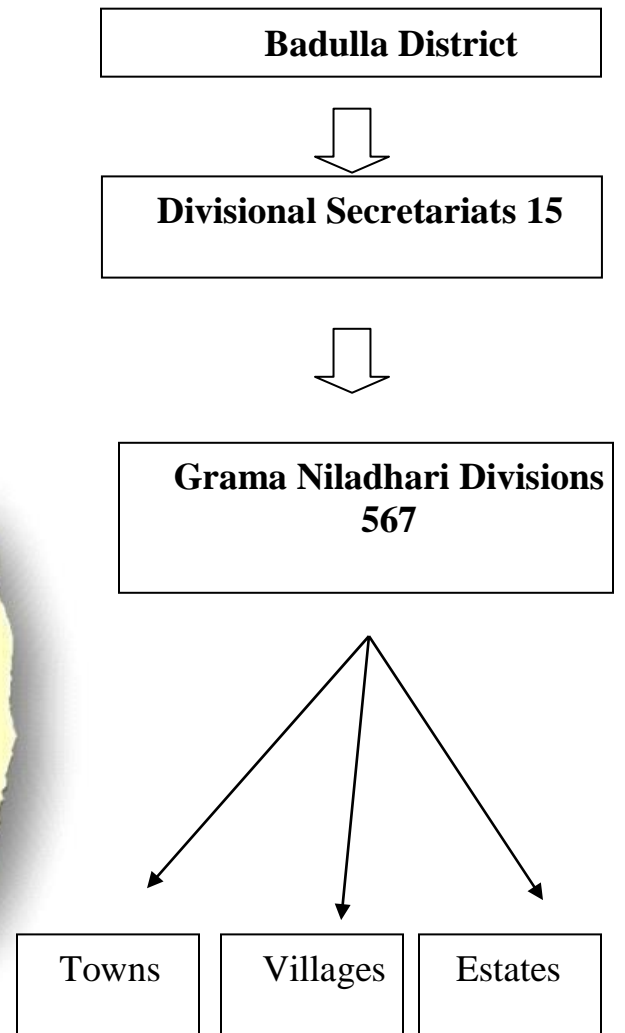 Badulla District
Divisional Secretariats 15
Grama Niladhari Divisions
567
Towns
Villages
Estates